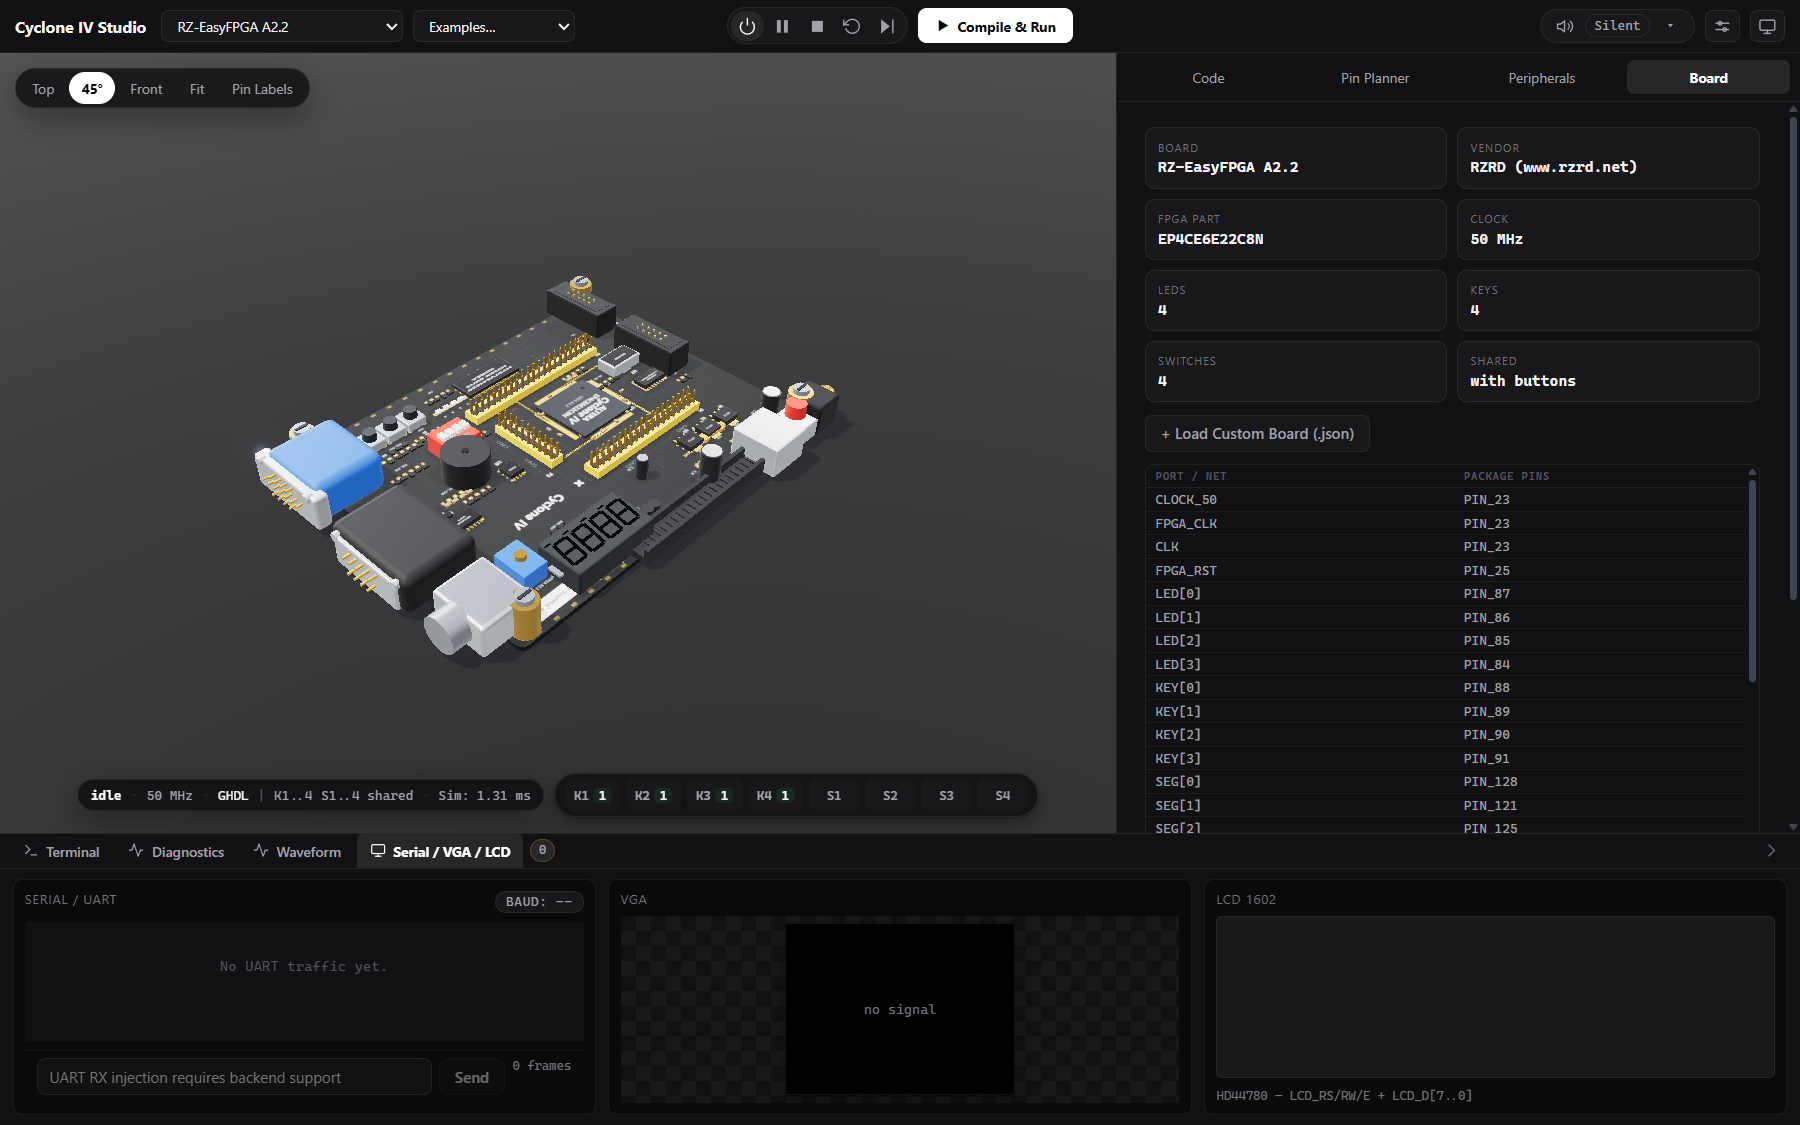 Cyclone IV Studio
RZ-EasyFPGA A2.2
Examples...
Compile & Run
Silent
Top
45°
Front
Fit
Pin Labels
Code
Pin Planner
Peripherals
Board
BOARD
RZ-EasyFPGA A2.2
VENDOR
RZRD (www.rzrd.net)
FPGA PART
EP4CE6E22C8N
CLOCK
50 MHz
LEDS
4
KEYS
4
SWITCHES
4
SHARED
with buttons
+ Load Custom Board (.json)
PORT / NET PACKAGE PINS
CLOCK_50 PIN_23
FPGA_CLK PIN_23
CLK PIN_23
FPGA_RST PIN_25
LED[0] PIN_87
LED[1] PIN_86
LED[2] PIN_85
LED[3] PIN_84
KEY[0] PIN_88
KEY[1] PIN_89
KEY[2] PIN_90
KEY[3] PIN_91
SEG[0] PIN_128
SEG[1] PIN_121
SEG[2] PIN_125
ALTERA
Cyclone IV
Cyclone IV
8888
idle · 50 MHz · GHDL | K1..4 S1..4 shared · Sim: 1.31 ms
K1 1 K2 1 K3 1 K4 1 S1 S2 S3 S4
Terminal
Diagnostics
Waveform
Serial / VGA / LCD
0
SERIAL / UART
BAUD: --
No UART traffic yet.
UART RX injection requires backend support
Send
0 frames
VGA
no signal
LCD 1602
HD44780 — LCD_RS/RW/E + LCD_D[7..0]